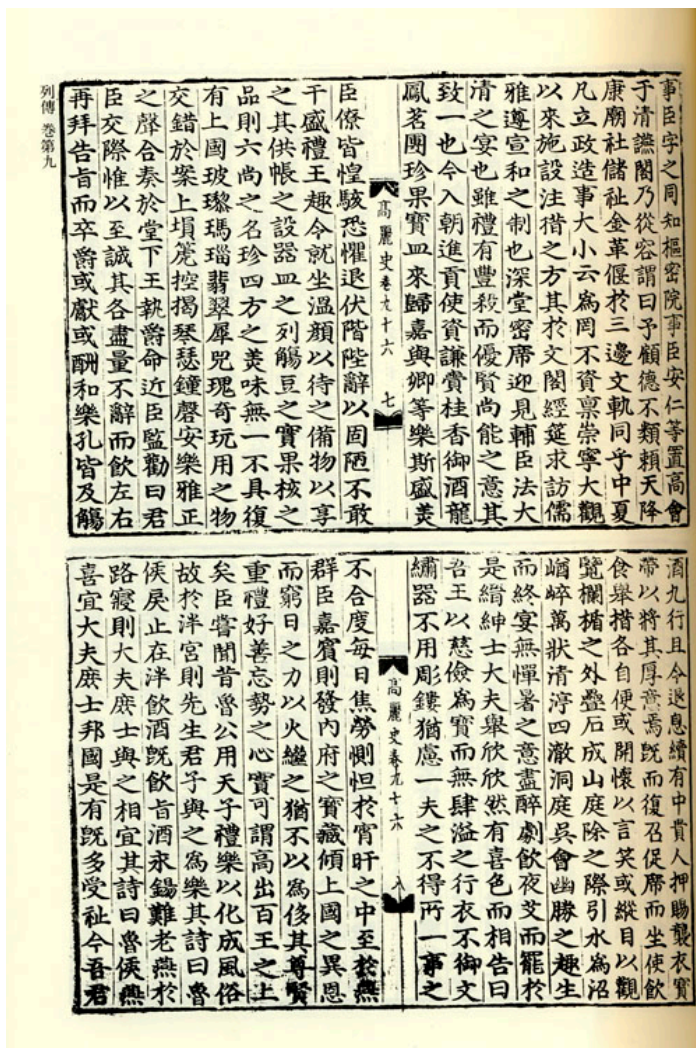 事臣字之同知樞密院事臣安仁等置高會
于清讌閣乃從容謂曰予顧德不類賴天降
康廟社儲祉金革偃於三邊文軌同乎中夏
凡立政造事大小云爲罔不資禀崇寧大觀
以來施設注措之方其於文閣經筵求訪儒
雅遵宣和之制也深堂密席迎見輔臣法大
清之宴也雖禮有豐殺而優賢尚能之意其
致一也今入朝進貢使資謙賫桂香御酒龍
鳳茗團珍果寶皿來歸嘉與卿等樂斯盛羙
高麗史卷九十六 七
臣僚皆惶駭恐懼退伏階陛辭以固陋不敢
干盛禮王趣令就坐溫顔以待之備物以享
之其供帳之設器皿之列觴豆之實果核之
品則六尚之名珍四方之羙味無一不具復
有上國玻瓈瑪瑙翡翠犀兕瑰奇玩用之物
交錯於案上塤箎控揭琴瑟鐘磬安樂雅正
之聲合奏於堂下王執爵命近臣監勸曰君
臣交際惟以至誠其各盡量不辭而飮左右
再拜告旨而卒爵或獻或酬和樂孔皆及觴
列傳 卷第九
酒九行且令退息續有中貴人押賜襲衣寶
帶以將其厚意焉旣而復召促席而坐使飮
食舉措各自便或開懷以言笑或縱目以觀
覽欄楯之外壘石成山庭除之際引水爲沼
崷崪萬狀清渟四澈洞庭吳會幽勝之趣生
而終宴無憚暑之意盡醉劇飮夜艾而罷於
是縉紳士大夫舉欣欣然有喜色而相告曰
吾王以慈儉爲寶而無肆溢之行衣不御文
繡器不用彫鏤猶慮一夫之不得所一事之
高麗史卷九十六 八
不合度每日焦勞惻怛於宵旰之中至於燕
群臣嘉賓則發內府之寶藏傾上國之異恩
而窮日之力以火繼之猶不以爲侈其尊賢
重禮好善忘勢之心實可謂高出百王之上
矣臣嘗聞昔魯公用天子禮樂以化成風俗
故於泮宮則先生君子與之爲樂其詩曰魯
侯戾止在泮飮酒旣飮旨酒永錫難老燕於
路寢則大夫庶士與之相宜其詩曰魯侯燕
喜宜大夫庶士邦國是有旣多受祉今吾君